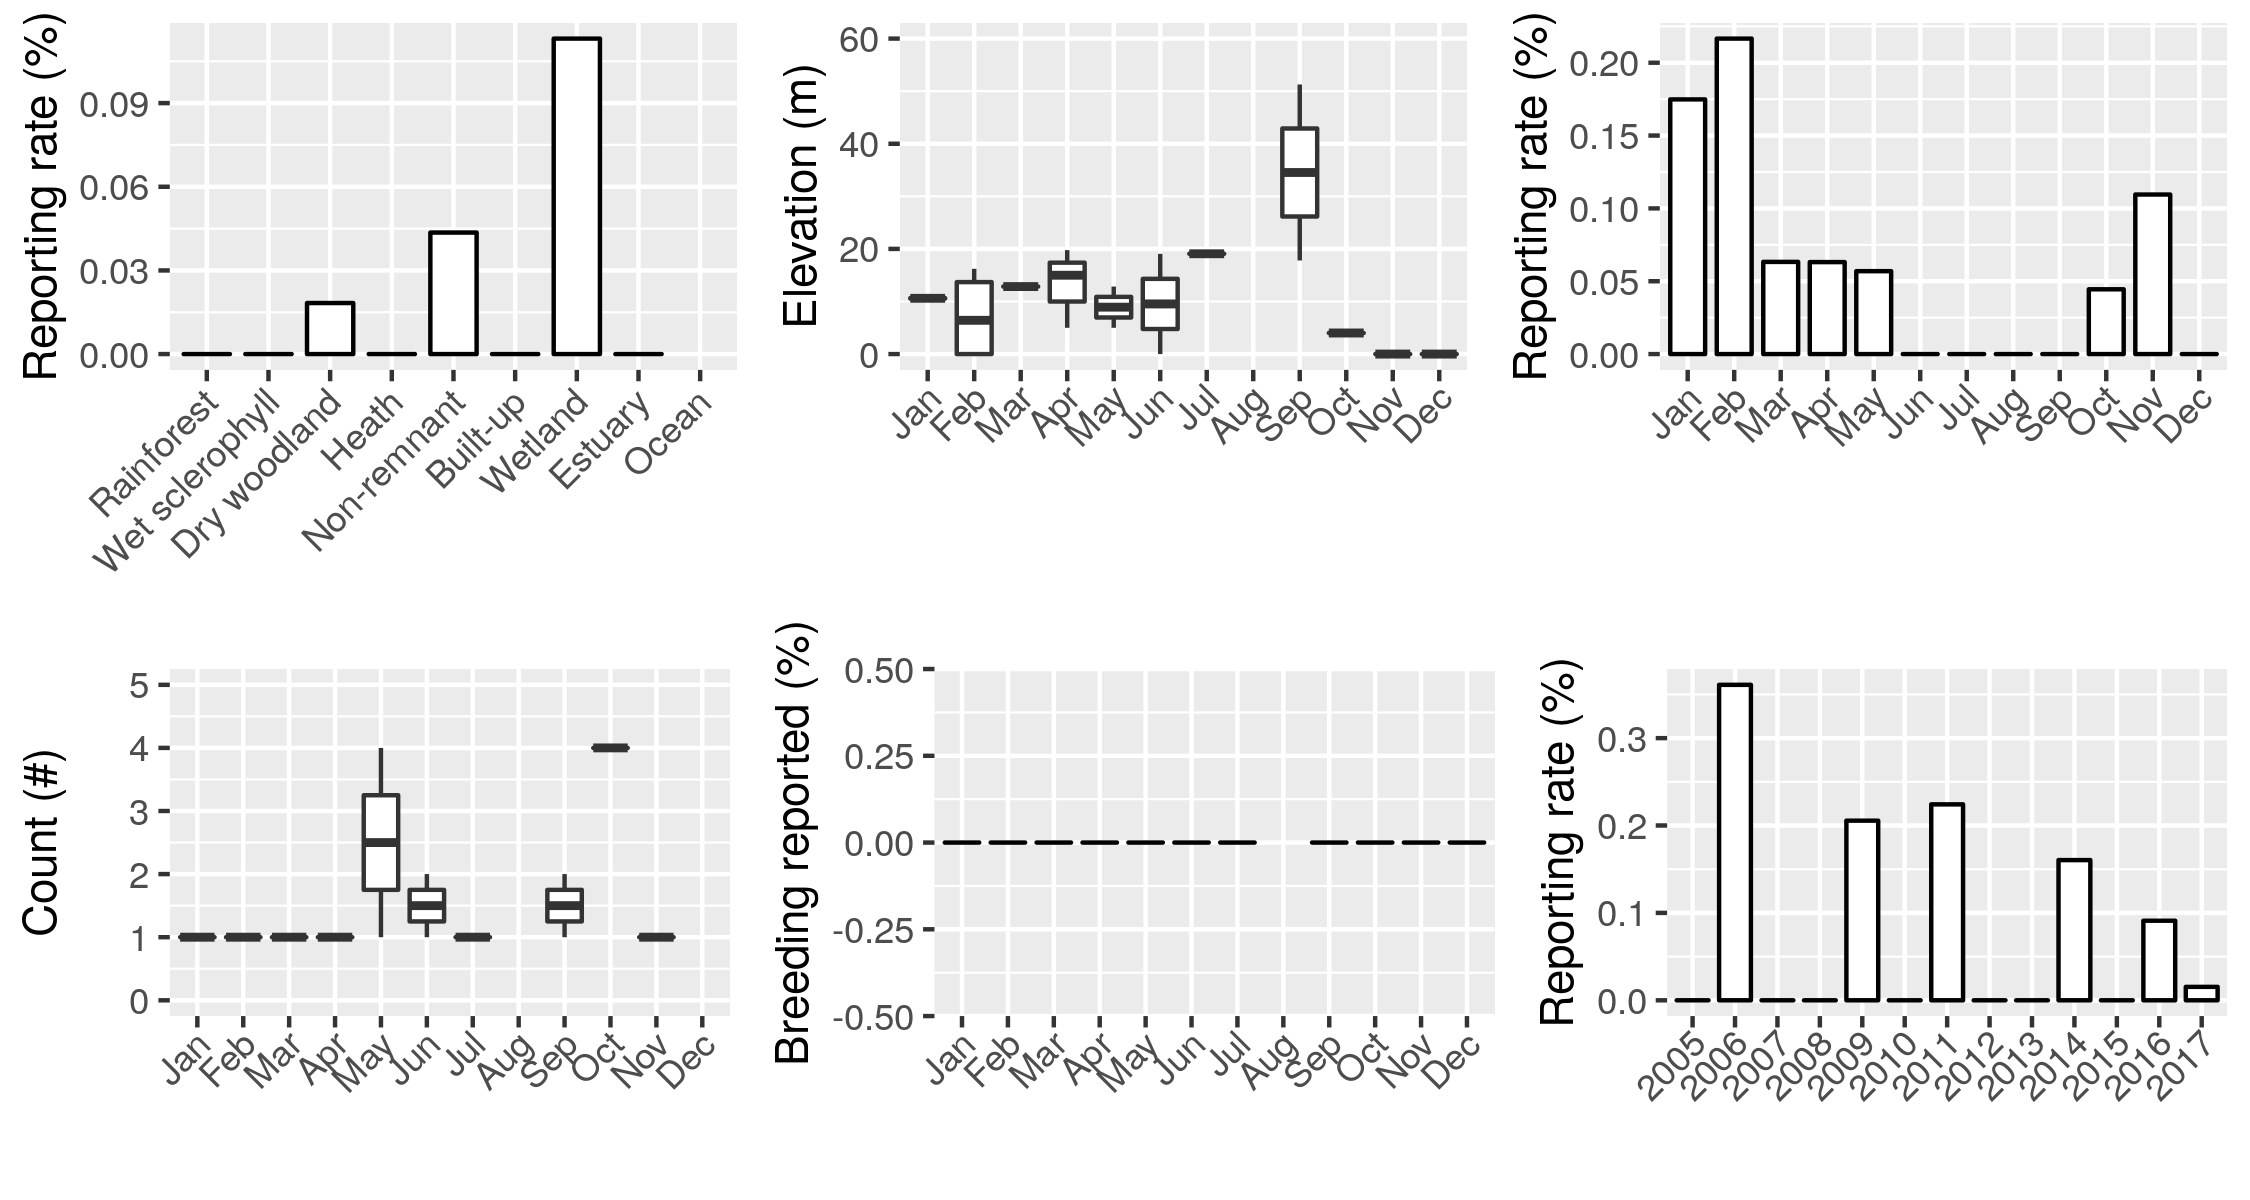 Reporting rate (%)
0.09
0.06
0.03
0.00
Rainforest
Wet sclerophyll
Dry woodland
Heath
Non-remnant
Built-up
Wetland
Estuary
Ocean
Elevation (m)
60
40
20
0
Jan
Feb
Mar
Apr
May
Jun
Jul
Aug
Sep
Oct
Nov
Dec
Reporting rate (%)
0.20
0.15
0.10
0.05
0.00
Jan
Feb
Mar
Apr
May
Jun
Jul
Aug
Sep
Oct
Nov
Dec
Count (#)
5
4
3
2
1
0
Jan
Feb
Mar
Apr
May
Jun
Jul
Aug
Sep
Oct
Nov
Dec
Breeding reported (%)
0.50
0.25
0.00
-0.25
-0.50
Jan
Feb
Mar
Apr
May
Jun
Jul
Aug
Sep
Oct
Nov
Dec
Reporting rate (%)
0.3
0.2
0.1
0.0
2005
2006
2007
2008
2009
2010
2011
2012
2013
2014
2015
2016
2017